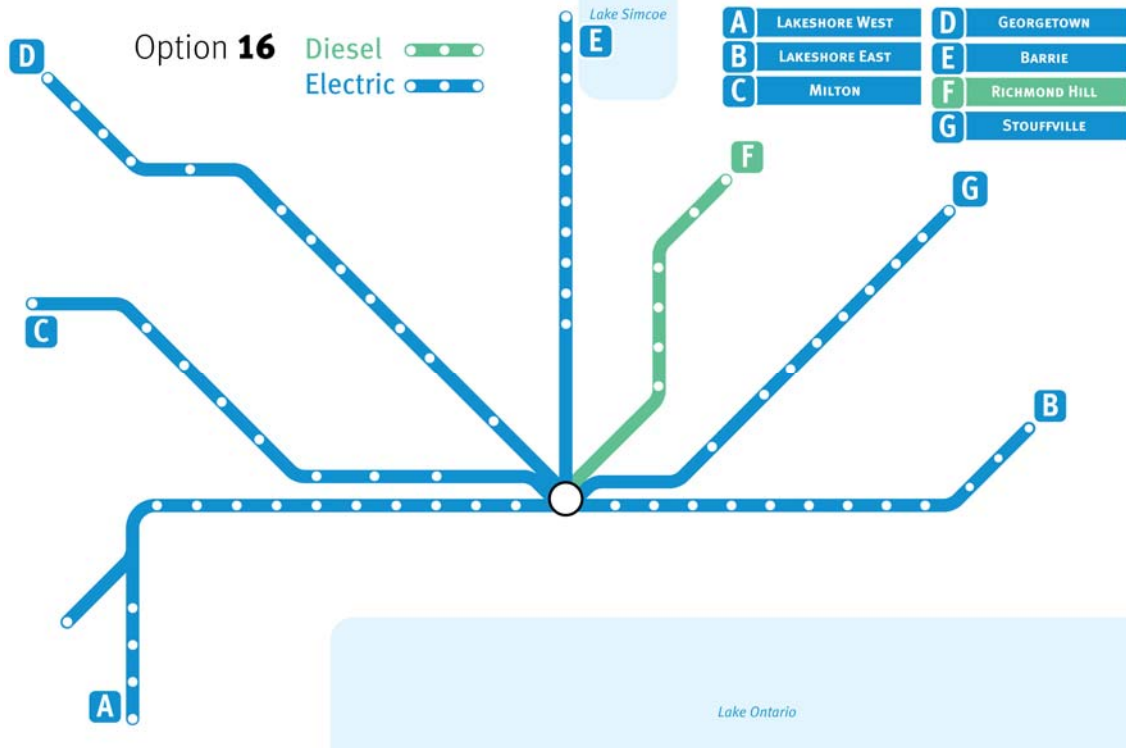 Option 16
Diesel
Electric
Lake Simcoe
A LAKESHORE WEST
B LAKESHORE EAST
C MILTON
D GEORGETOWN
E BARRIE
F RICHMOND HILL
G STOUFFVILLE
D
E
F
G
C
B
A
Lake Ontario